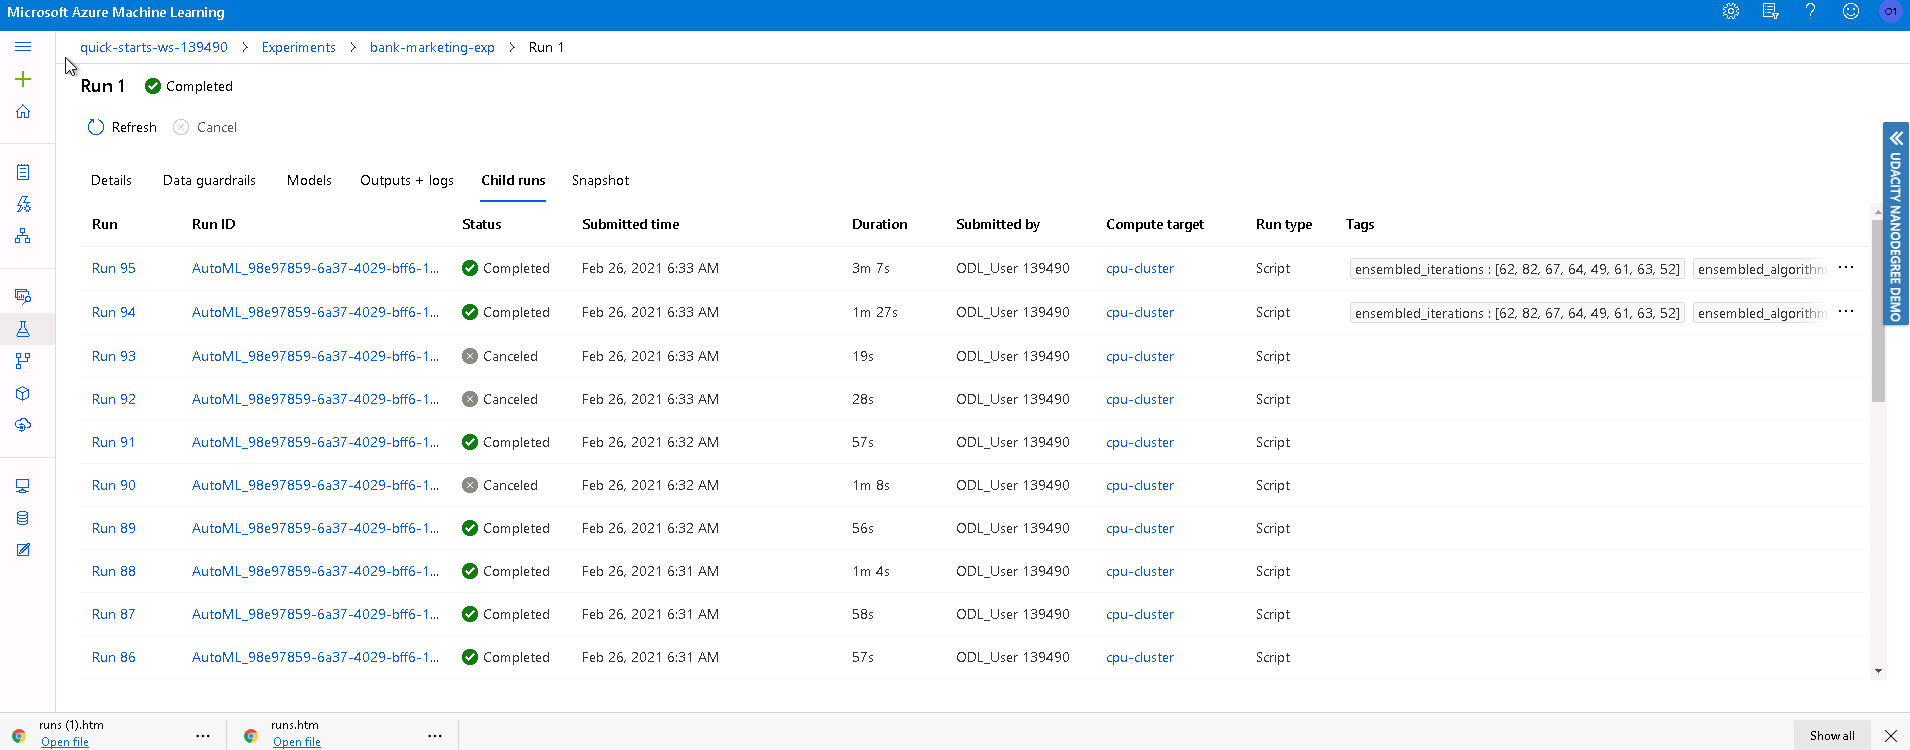 Microsoft Azure Machine Learning
O1
quick-starts-ws-139490 > Experiments > bank-marketing-exp > Run 1
Run 1 Completed
Refresh Cancel
Details Data guardrails Models Outputs + logs Child runs Snapshot
Run Run ID Status Submitted time Duration Submitted by Compute target Run type Tags
Run 95 AutoML_98e97859-6a37-4029-bff6-1... Completed Feb 26, 2021 6:33 AM 3m 7s ODL_User 139490 cpu-cluster Script ensembled_iterations : [62, 82, 67, 64, 49, 61, 63, 52] ensembled_algorithm ...
Run 94 AutoML_98e97859-6a37-4029-bff6-1... Completed Feb 26, 2021 6:33 AM 1m 27s ODL_User 139490 cpu-cluster Script ensembled_iterations : [62, 82, 67, 64, 49, 61, 63, 52] ensembled_algorithm ...
Run 93 AutoML_98e97859-6a37-4029-bff6-1... Canceled Feb 26, 2021 6:33 AM 19s ODL_User 139490 cpu-cluster Script
Run 92 AutoML_98e97859-6a37-4029-bff6-1... Canceled Feb 26, 2021 6:33 AM 28s ODL_User 139490 cpu-cluster Script
Run 91 AutoML_98e97859-6a37-4029-bff6-1... Completed Feb 26, 2021 6:32 AM 57s ODL_User 139490 cpu-cluster Script
Run 90 AutoML_98e97859-6a37-4029-bff6-1... Canceled Feb 26, 2021 6:32 AM 1m 8s ODL_User 139490 cpu-cluster Script
Run 89 AutoML_98e97859-6a37-4029-bff6-1... Completed Feb 26, 2021 6:32 AM 56s ODL_User 139490 cpu-cluster Script
Run 88 AutoML_98e97859-6a37-4029-bff6-1... Completed Feb 26, 2021 6:31 AM 1m 4s ODL_User 139490 cpu-cluster Script
Run 87 AutoML_98e97859-6a37-4029-bff6-1... Completed Feb 26, 2021 6:31 AM 58s ODL_User 139490 cpu-cluster Script
Run 86 AutoML_98e97859-6a37-4029-bff6-1... Completed Feb 26, 2021 6:31 AM 57s ODL_User 139490 cpu-cluster Script
UDACITY NANODEGREE DEMO
runs (1).htm
Open file
runs.htm
Open file
Show all